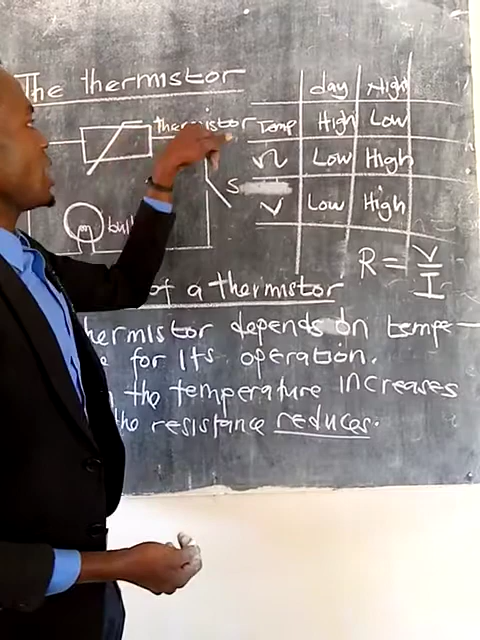 The thermistor
thermistor
S
bulb
day High
Temp High Low
Ω Low High
V Low High
R = V/I
of a thermistor
hermistor depends on tempe-
e for its operation.
the temperature increases
the resistance reduces.